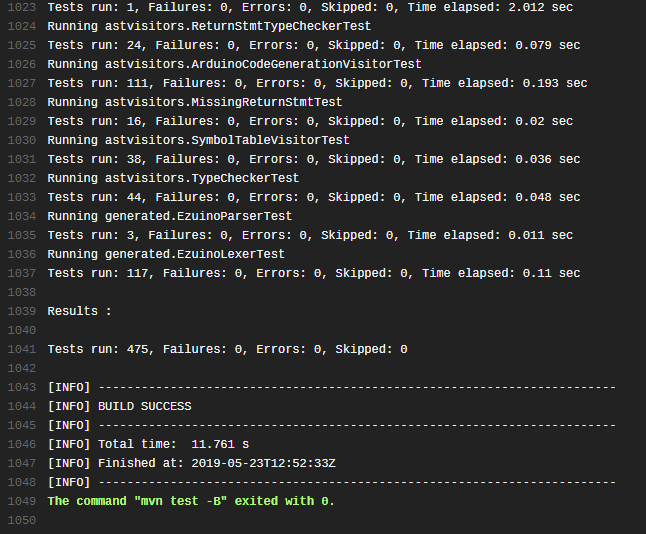 1023 Tests run: 1, Failures: 0, Errors: 0, Skipped: 0, Time elapsed: 2.012 sec
1024 Running astvisitors.ReturnStmtTypeCheckerTest
1025 Tests run: 24, Failures: 0, Errors: 0, Skipped: 0, Time elapsed: 0.079 sec
1026 Running astvisitors.ArduinoCodeGenerationVisitorTest
1027 Tests run: 111, Failures: 0, Errors: 0, Skipped: 0, Time elapsed: 0.193 sec
1028 Running astvisitors.MissingReturnStmtTest
1029 Tests run: 16, Failures: 0, Errors: 0, Skipped: 0, Time elapsed: 0.02 sec
1030 Running astvisitors.SymbolTableVisitorTest
1031 Tests run: 38, Failures: 0, Errors: 0, Skipped: 0, Time elapsed: 0.036 sec
1032 Running astvisitors.TypeCheckerTest
1033 Tests run: 44, Failures: 0, Errors: 0, Skipped: 0, Time elapsed: 0.048 sec
1034 Running generated.EzuinoParserTest
1035 Tests run: 3, Failures: 0, Errors: 0, Skipped: 0, Time elapsed: 0.011 sec
1036 Running generated.EzuinoLexerTest
1037 Tests run: 117, Failures: 0, Errors: 0, Skipped: 0, Time elapsed: 0.11 sec
1038
1039 Results :
1040
1041 Tests run: 475, Failures: 0, Errors: 0, Skipped: 0
1042
1043 [INFO] ------------------------------------------------------------------------
1044 [INFO] BUILD SUCCESS
1045 [INFO] ------------------------------------------------------------------------
1046 [INFO] Total time:  11.761 s
1047 [INFO] Finished at: 2019-05-23T12:52:33Z
1048 [INFO] ------------------------------------------------------------------------
1049 The command "mvn test -B" exited with 0.
1050